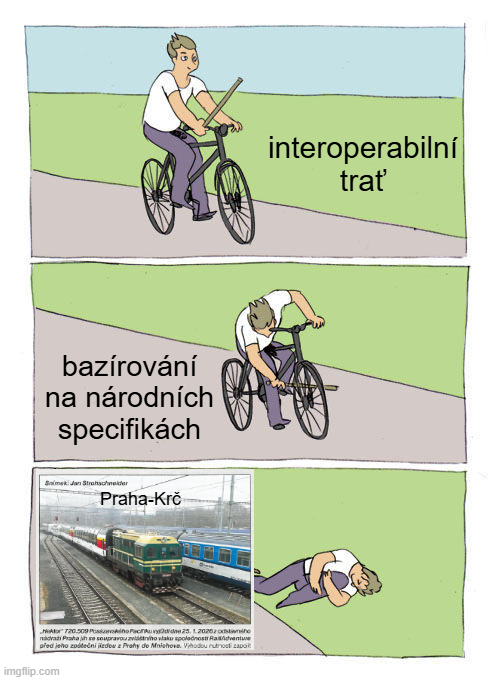 interoperabilní
trať
bazírování
na národních
specifikách
Snímek: Jan Strohschneider
Praha-Krč
„Hektor“ 720.509 Posázavského Pacifiku vyjíždí dne 25. 1. 2026 z odstavného
nádraží Praha jih se soupravou zvláštního vlaku společnosti RailAdventure
před jeho zpáteční jízdou z Prahy do Mnichova. Výhodou nutnosti zapojit
imgflip.com